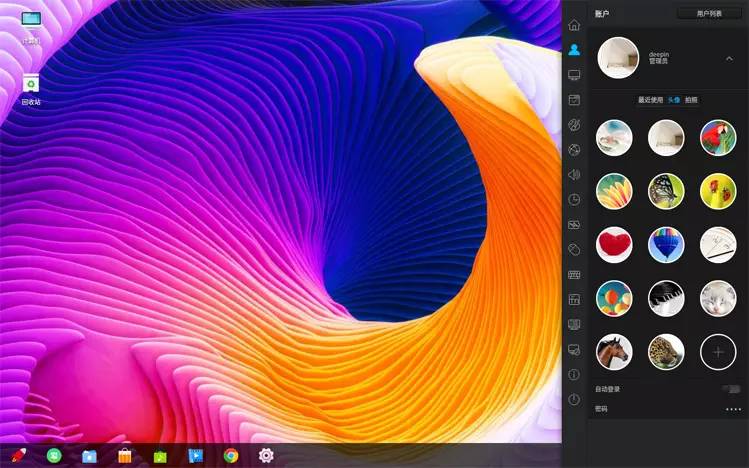 计算机
回收站
账户
用户列表
deepin
管理员
最近使用 头像 拍照
自动登录
密码